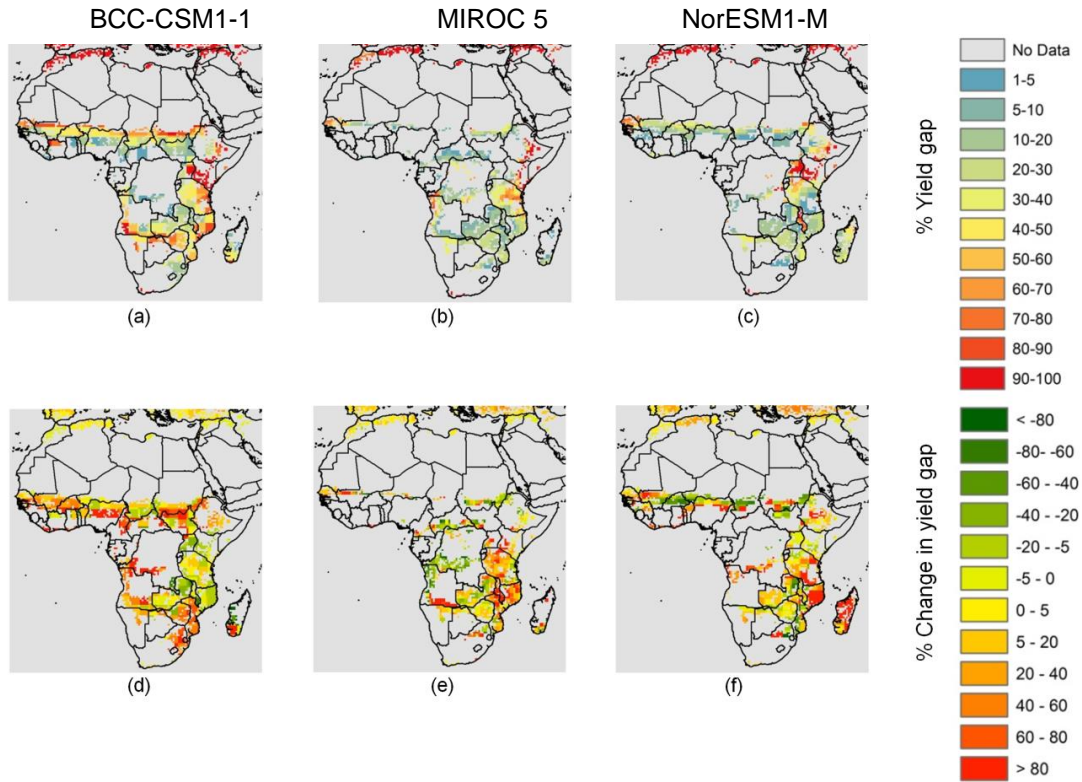 BCC-CSM1-1
MIROC 5
NorESM1-M
(a)
(b)
(c)
% Yield gap
No Data
1-5
5-10
10-20
20-30
30-40
40-50
50-60
60-70
70-80
80-90
90-100
(d)
(e)
(f)
% Change in yield gap
< -80
-80- -60
-60 - -40
-40 - -20
-20 - -5
-5 - 0
0 - 5
5 - 20
20 - 40
40 - 60
60 - 80
> 80